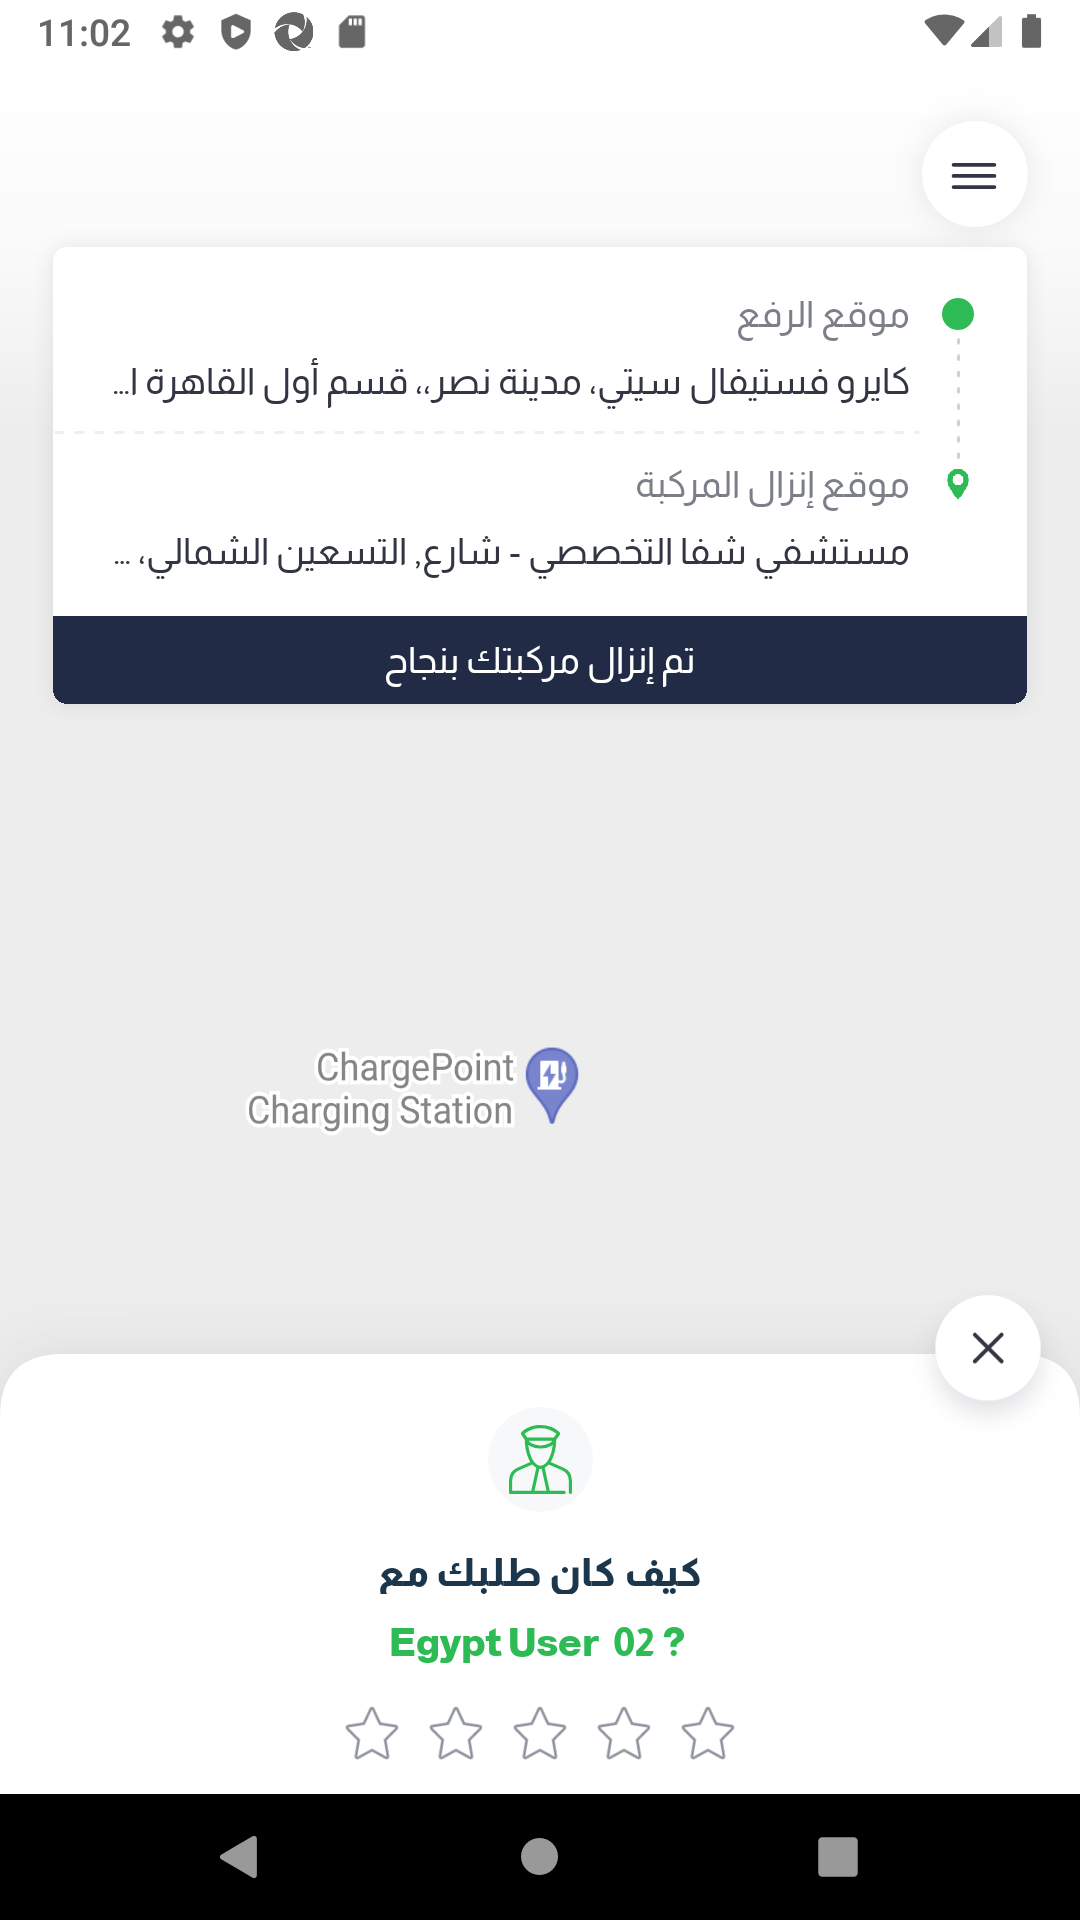 11:02
موقع الرفع
كايرو فستيفال سيتي، مدينة نصر،، قسم أول القاهرة ا...
موقع إنزال المركبة
مستشفي شفا التخصصي - شارع, التسعين الشمالي، ...
تم إنزال مركبتك بنجاح
ChargePoint
Charging Station
كيف كان طلبك مع
Egypt User 02 ?